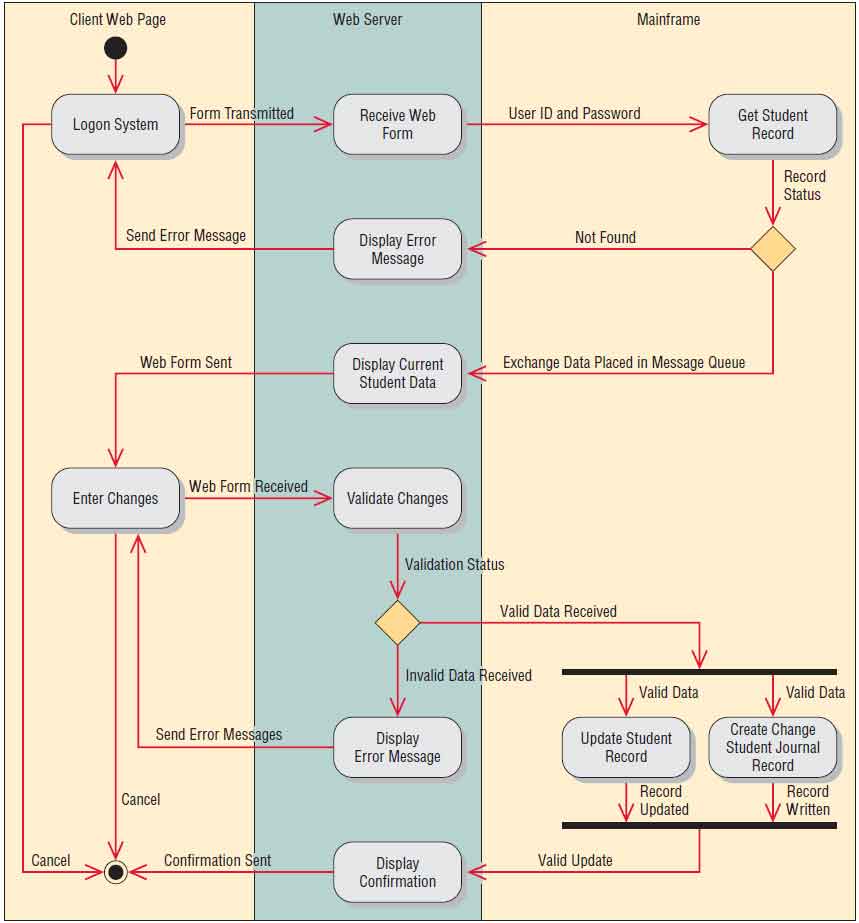 Client Web Page
Web Server
Mainframe
Logon System
Form Transmitted
Receive Web
Form
User ID and Password
Get Student
Record
Record
Status
Send Error Message
Display Error
Message
Not Found
Web Form Sent
Display Current
Student Data
Exchange Data Placed in Message Queue
Enter Changes
Web Form Received
Validate Changes
Validation Status
Valid Data Received
Invalid Data Received
Valid Data
Valid Data
Send Error Messages
Display
Error Message
Update Student
Record
Create Change
Student Journal
Record
Record
Updated
Record
Written
Cancel
Cancel
Confirmation Sent
Display
Confirmation
Valid Update